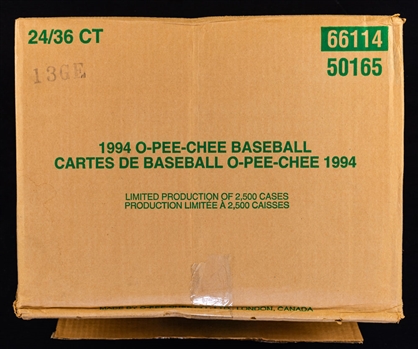 24/36 CT
66114
50165
13GE
1994 O-PEE-CHEE BASEBALL
CARTES DE BASEBALL O-PEE-CHEE 1994
LIMITED PRODUCTION OF 2,500 CASES
PRODUCTION LIMITEE À 2,500 CAISSES
LONDON, CANADA